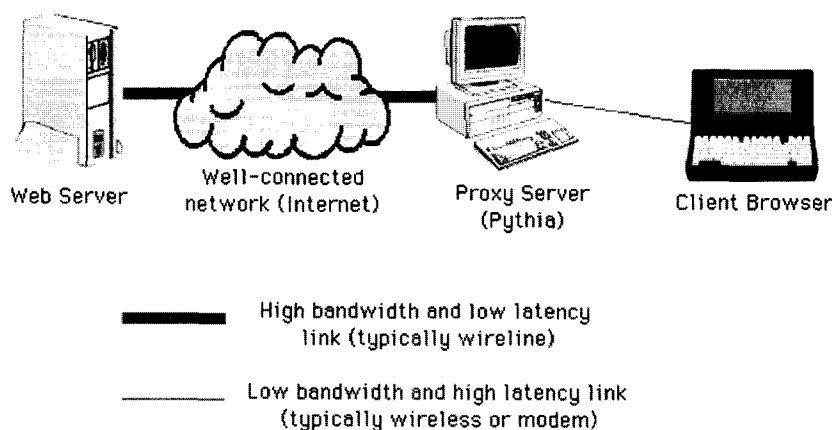 Web Server
Well-connected
network (Internet)
Proxy Server
(Pythia)
Client Browser
High bandwidth and low latency
link (typically wireline)
Low bandwidth and high latency link
(typically wireless or modem)